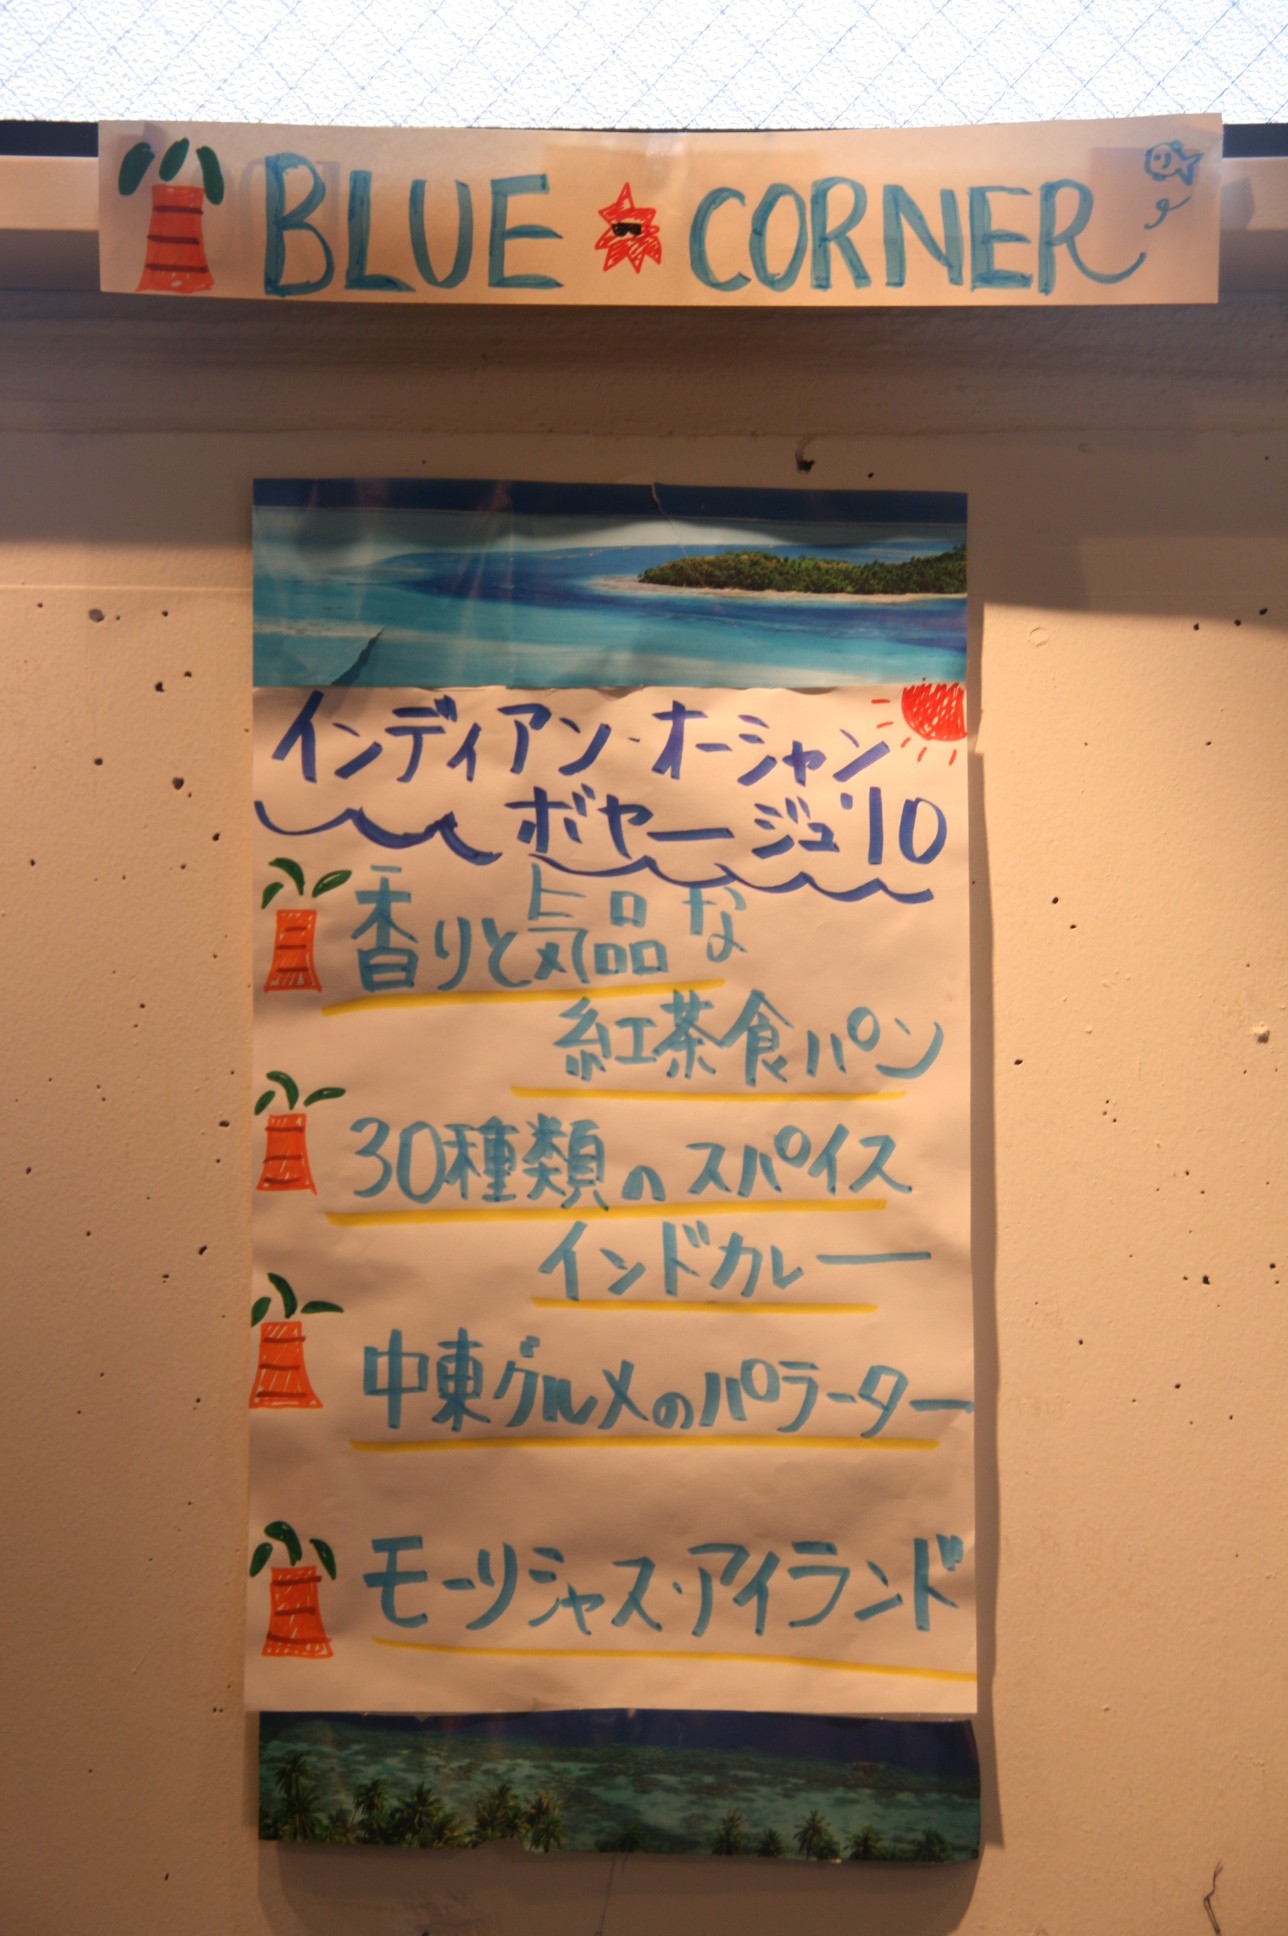 BLUE CORNER
インディアン・オーシャン
ボヤージュ'10
香りと気品な
紅茶食パン
30種類のスパイス
インドカレー
中東グルメのパラーター
モーリシャス・アイランド